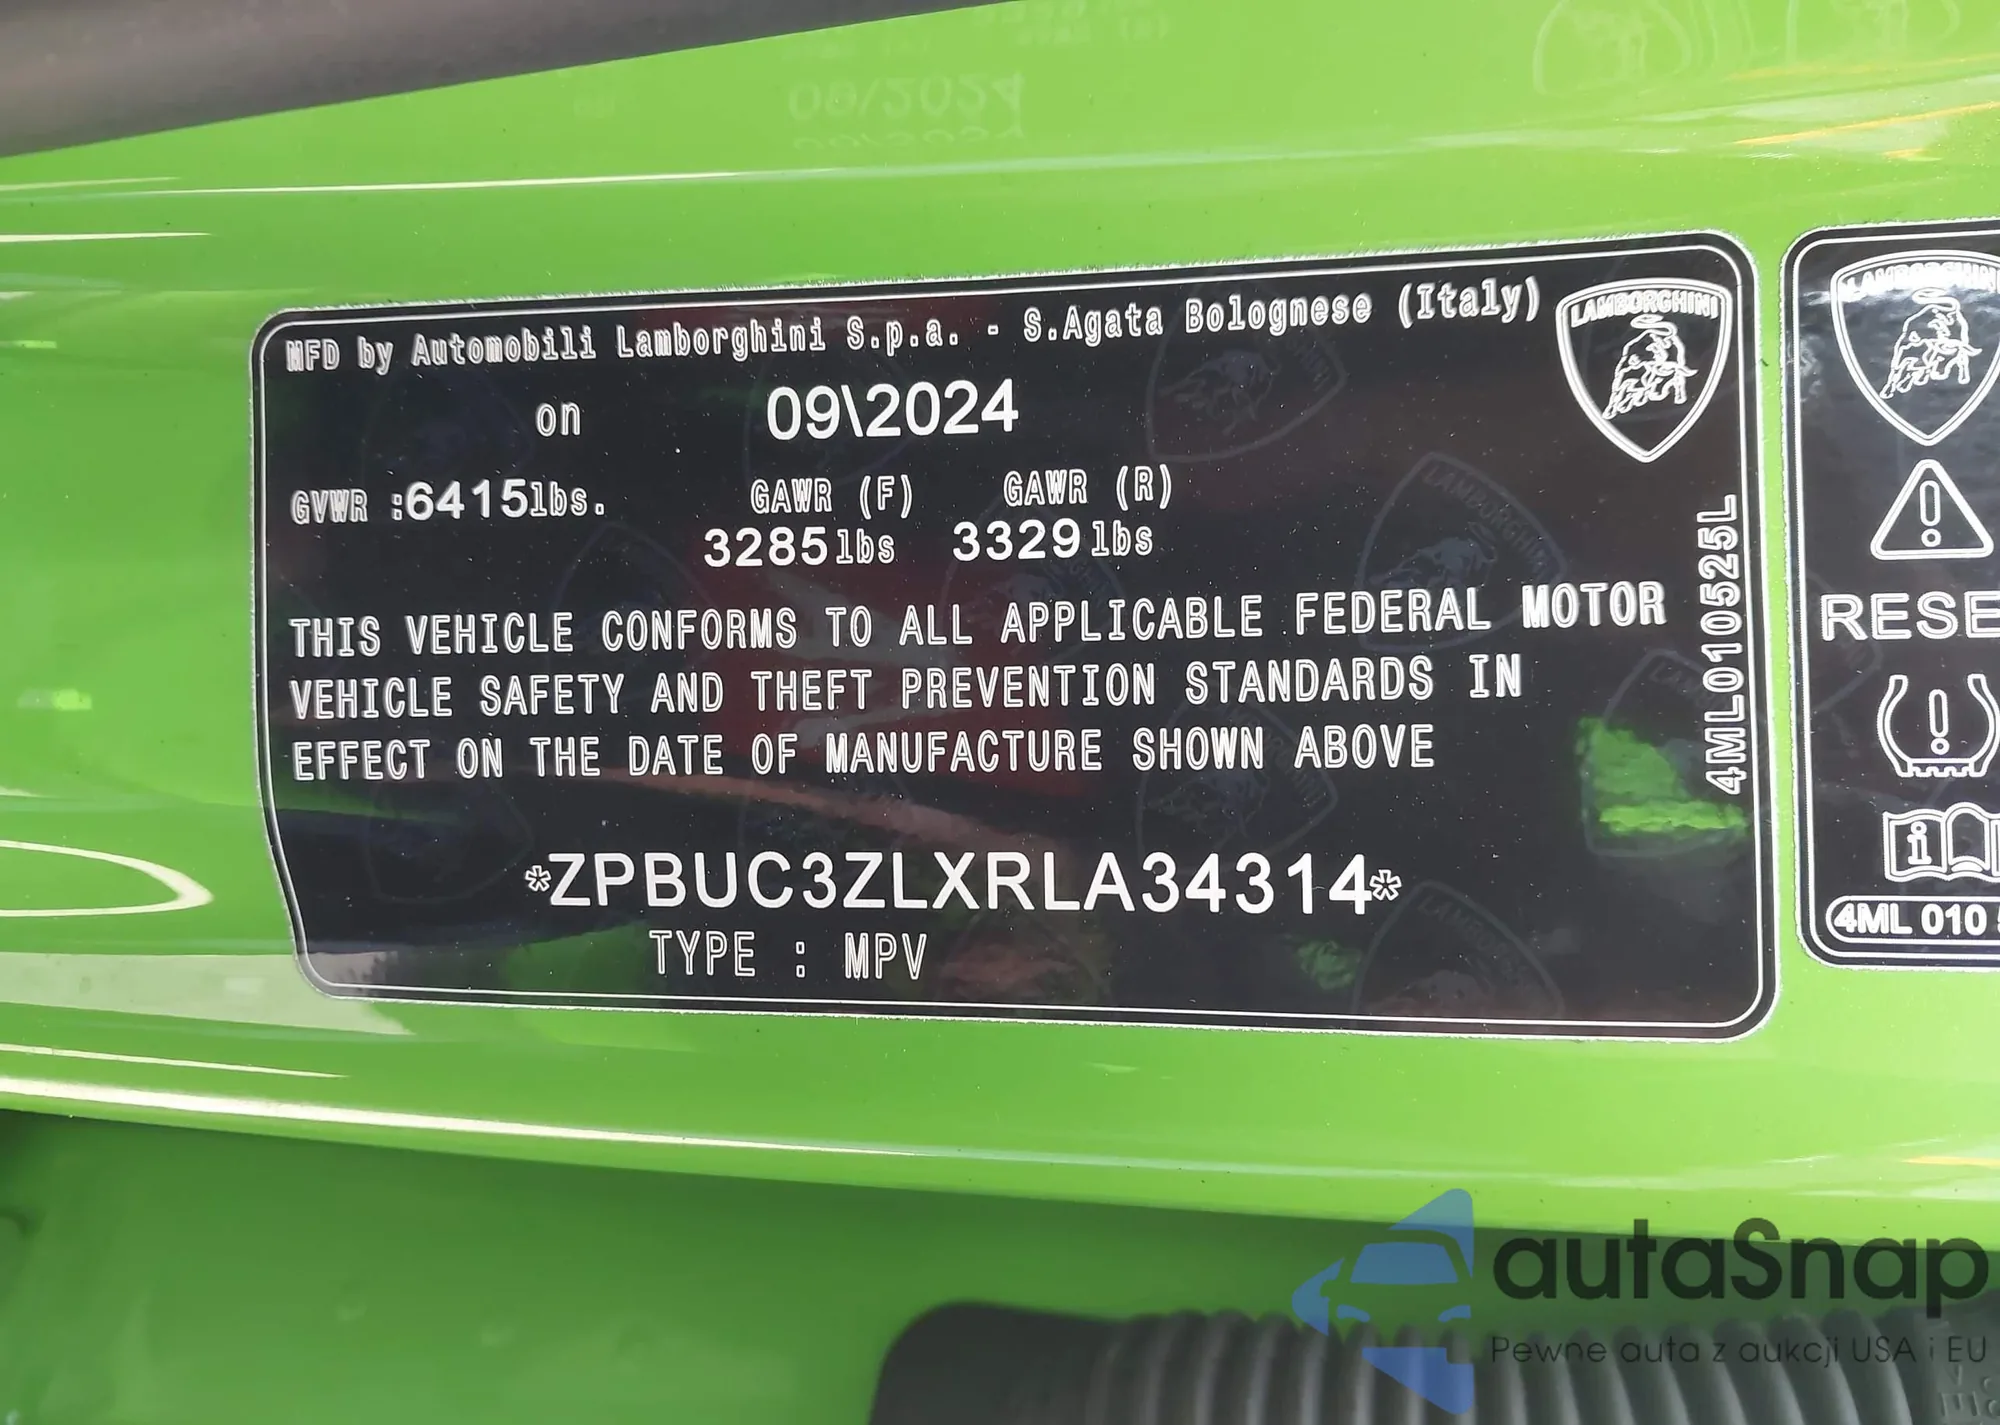 MFD by Automobili Lamborghini S.p.a. - S.Agata Bolognese (Italy)
LAMBORGHINI
on 09\2024
GVWR :6415lbs. GAWR (F) GAWR (R)
3285lbs 3329lbs
THIS VEHICLE CONFORMS TO ALL APPLICABLE FEDERAL MOTOR
VEHICLE SAFETY AND THEFT PREVENTION STANDARDS IN
EFFECT ON THE DATE OF MANUFACTURE SHOWN ABOVE
*ZPBUC3ZLXRLA34314*
TYPE : MPV
4ML010525L
LAMBORGHINI
RESE
4ML 010
autaSnap
Pewne auta z aukcji USA i EU